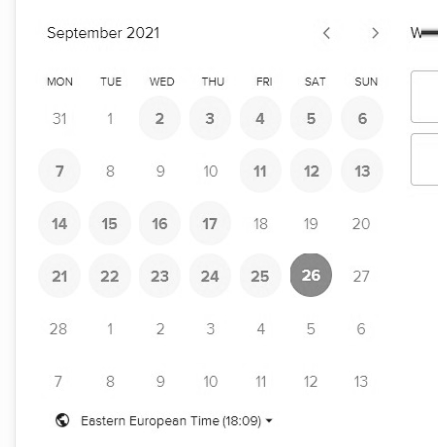 September 2021
MON TUE WED THU FRI SAT SUN
31 1 2 3 4 5 6
7 8 9 10 11 12 13
14 15 16 17 18 19 20
21 22 23 24 25 26 27
28 1 2 3 4 5 6
7 8 9 10 11 12 13
Eastern European Time (18:09)